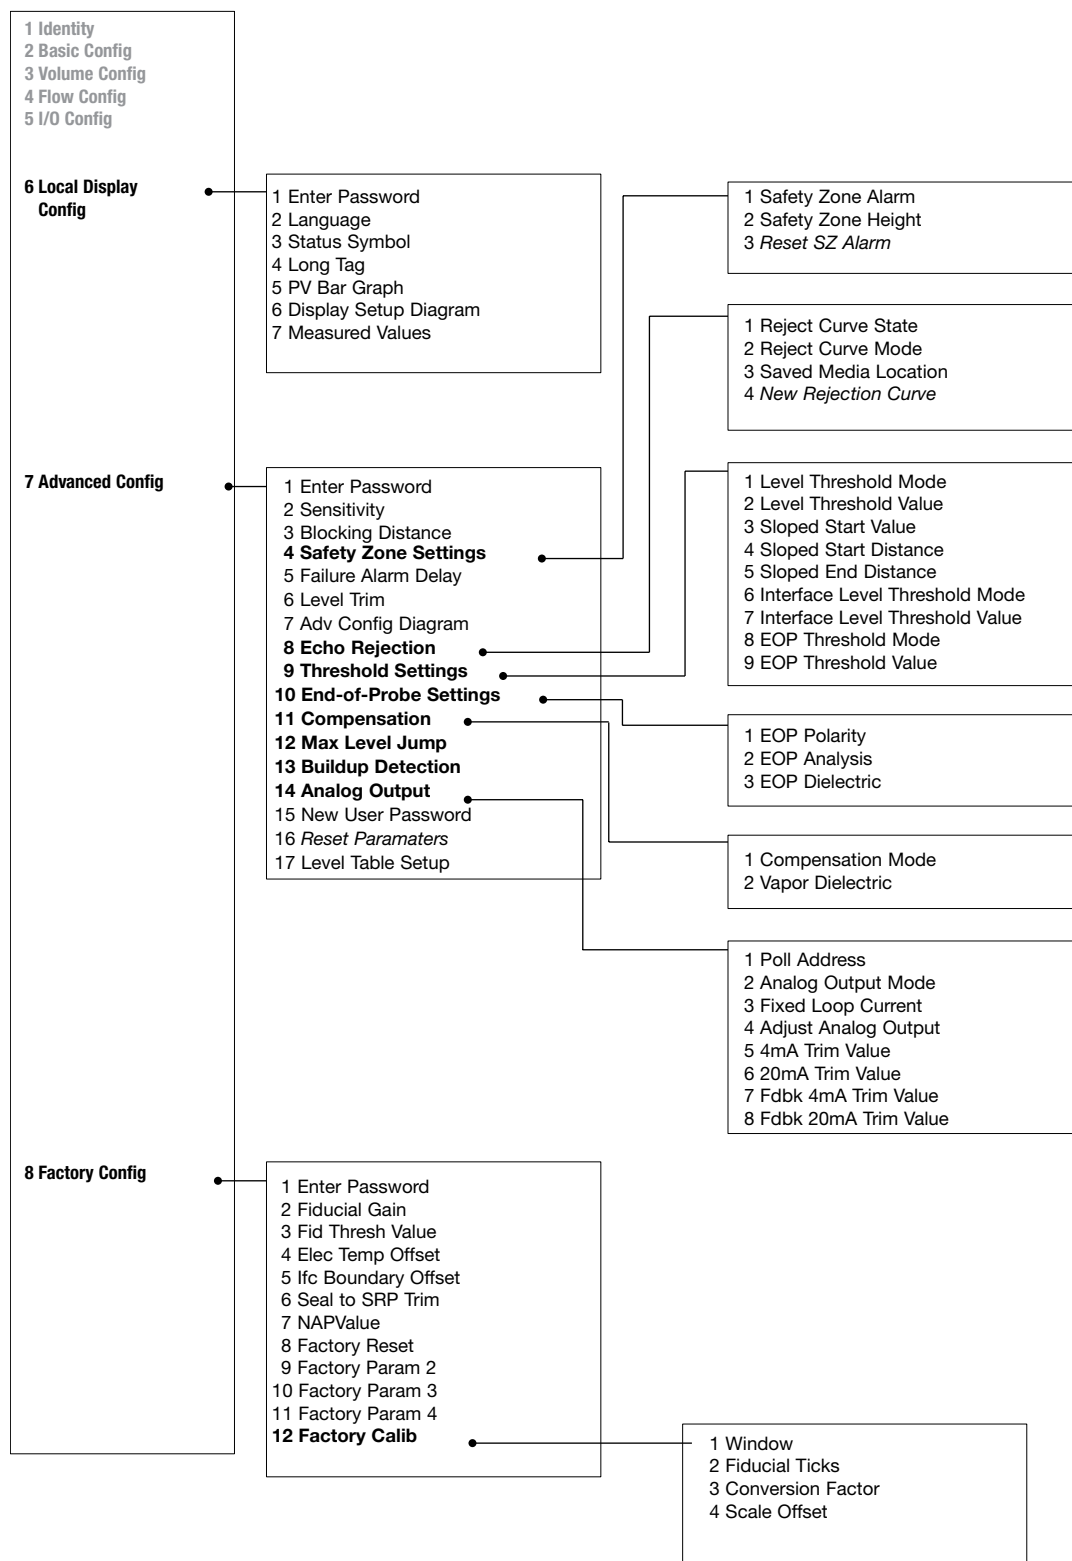 1 Identity
2 Basic Config
3 Volume Config
4 Flow Config
5 I/O Config
6 Local Display
Config
1 Enter Password
2 Language
3 Status Symbol
4 Long Tag
5 PV Bar Graph
6 Display Setup Diagram
7 Measured Values
1 Safety Zone Alarm
2 Safety Zone Height
3 Reset SZ Alarm
1 Reject Curve State
2 Reject Curve Mode
3 Saved Media Location
4 New Rejection Curve
7 Advanced Config
1 Enter Password
2 Sensitivity
3 Blocking Distance
4 Safety Zone Settings
5 Failure Alarm Delay
6 Level Trim
7 Adv Config Diagram
8 Echo Rejection
9 Threshold Settings
10 End-of-Probe Settings
11 Compensation
12 Max Level Jump
13 Buildup Detection
14 Analog Output
15 New User Password
16 Reset Paramaters
17 Level Table Setup
1 Level Threshold Mode
2 Level Threshold Value
3 Sloped Start Value
4 Sloped Start Distance
5 Sloped End Distance
6 Interface Level Threshold Mode
7 Interface Level Threshold Value
8 EOP Threshold Mode
9 EOP Threshold Value
1 EOP Polarity
2 EOP Analysis
3 EOP Dielectric
1 Compensation Mode
2 Vapor Dielectric
1 Poll Address
2 Analog Output Mode
3 Fixed Loop Current
4 Adjust Analog Output
5 4mA Trim Value
6 20mA Trim Value
7 Fdbk 4mA Trim Value
8 Fdbk 20mA Trim Value
8 Factory Config
1 Enter Password
2 Fiducial Gain
3 Fid Thresh Value
4 Elec Temp Offset
5 Ifc Boundary Offset
6 Seal to SRP Trim
7 NAPValue
8 Factory Reset
9 Factory Param 2
10 Factory Param 3
11 Factory Param 4
12 Factory Calib
1 Window
2 Fiducial Ticks
3 Conversion Factor
4 Scale Offset